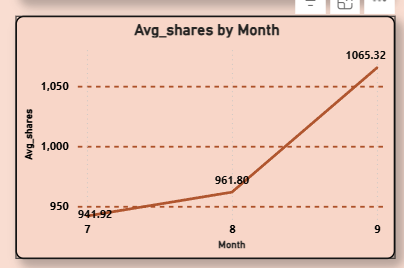 Avg_shares by Month
1065.32
1,050
1,000
961.80
950
941.92
7 8 9
Avg_shares
Month